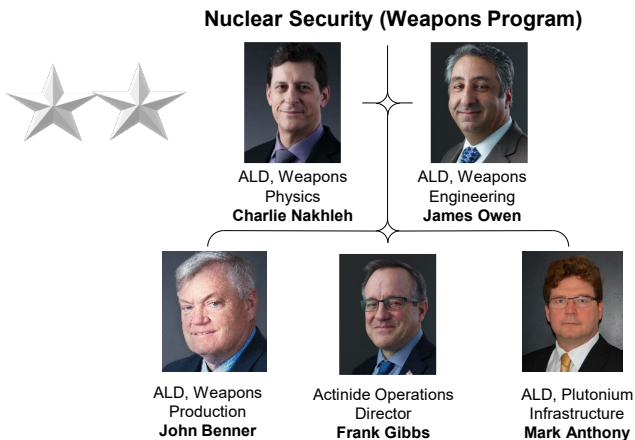 Nuclear Security (Weapons Program)
ALD, Weapons
Physics
Charlie Nakhleh
ALD, Weapons
Engineering
James Owen
ALD, Weapons
Production
John Benner
Actinide Operations
Director
Frank Gibbs
ALD, Plutonium
Infrastructure
Mark Anthony